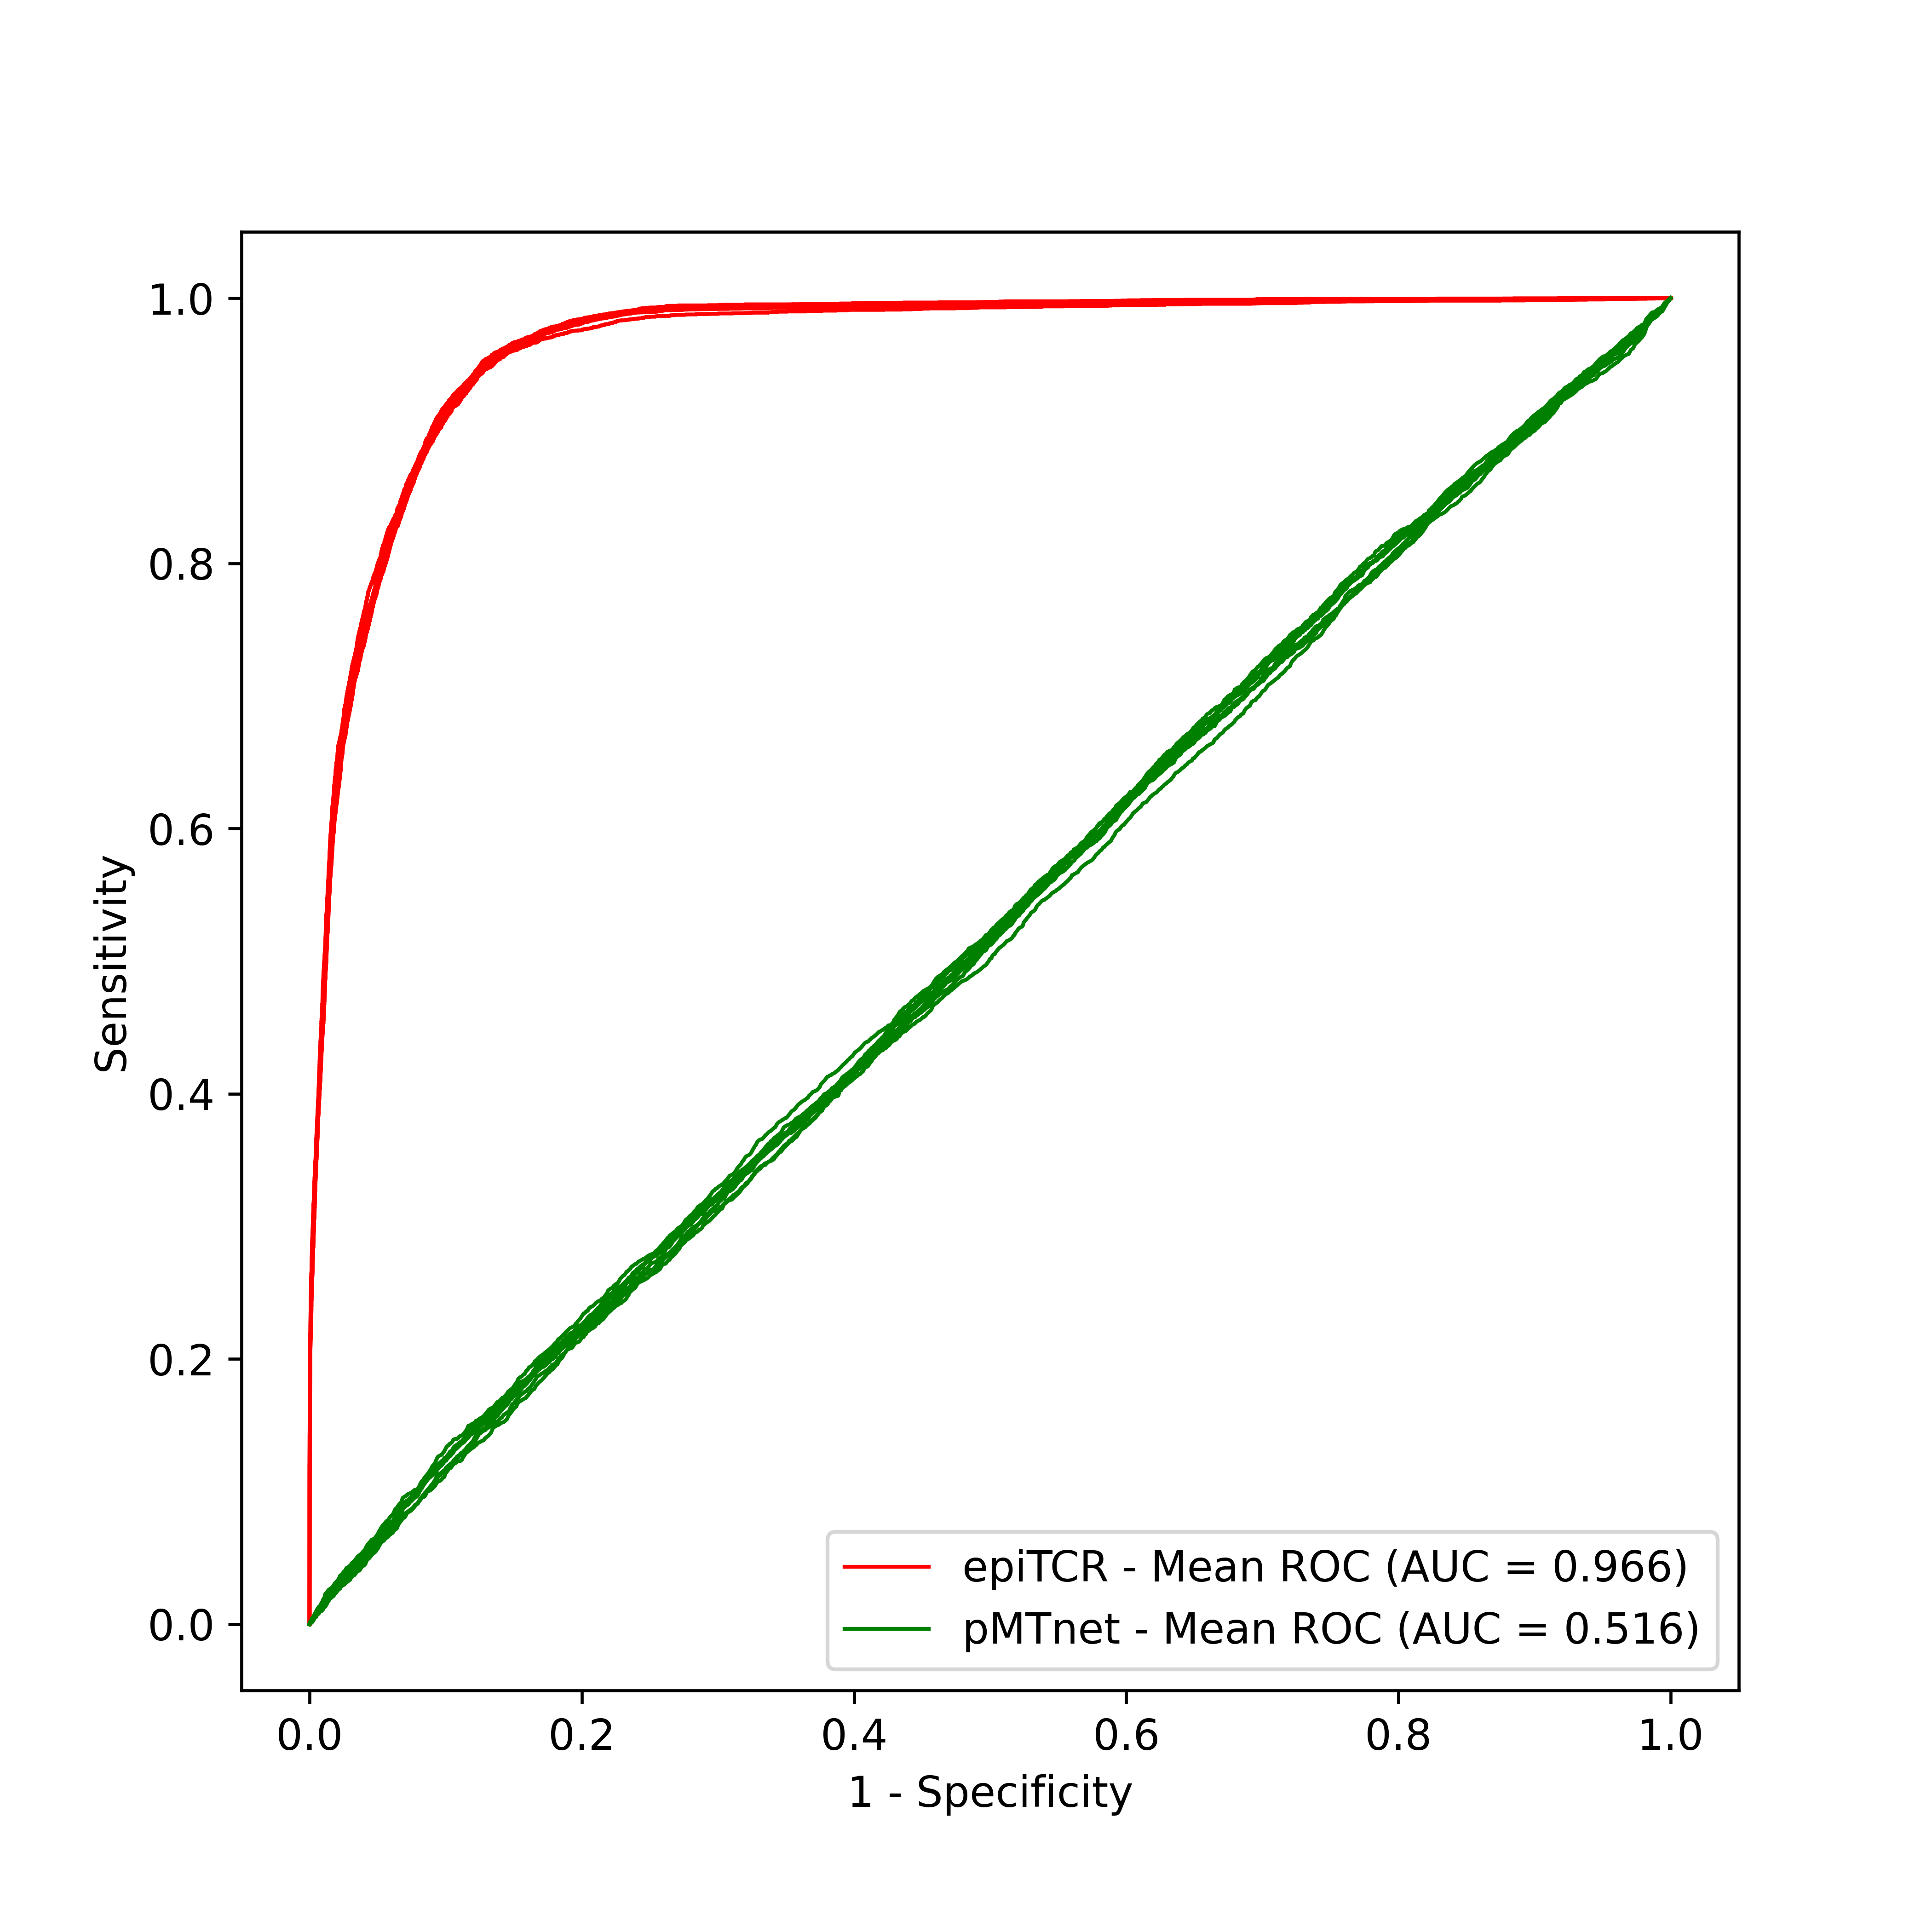 1.0
0.8
0.6
0.4
0.2
0.0
Sensitivity
0.0 0.2 0.4 0.6 0.8 1.0
1 - Specificity
epiTCR - Mean ROC (AUC = 0.966)
pMTnet - Mean ROC (AUC = 0.516)